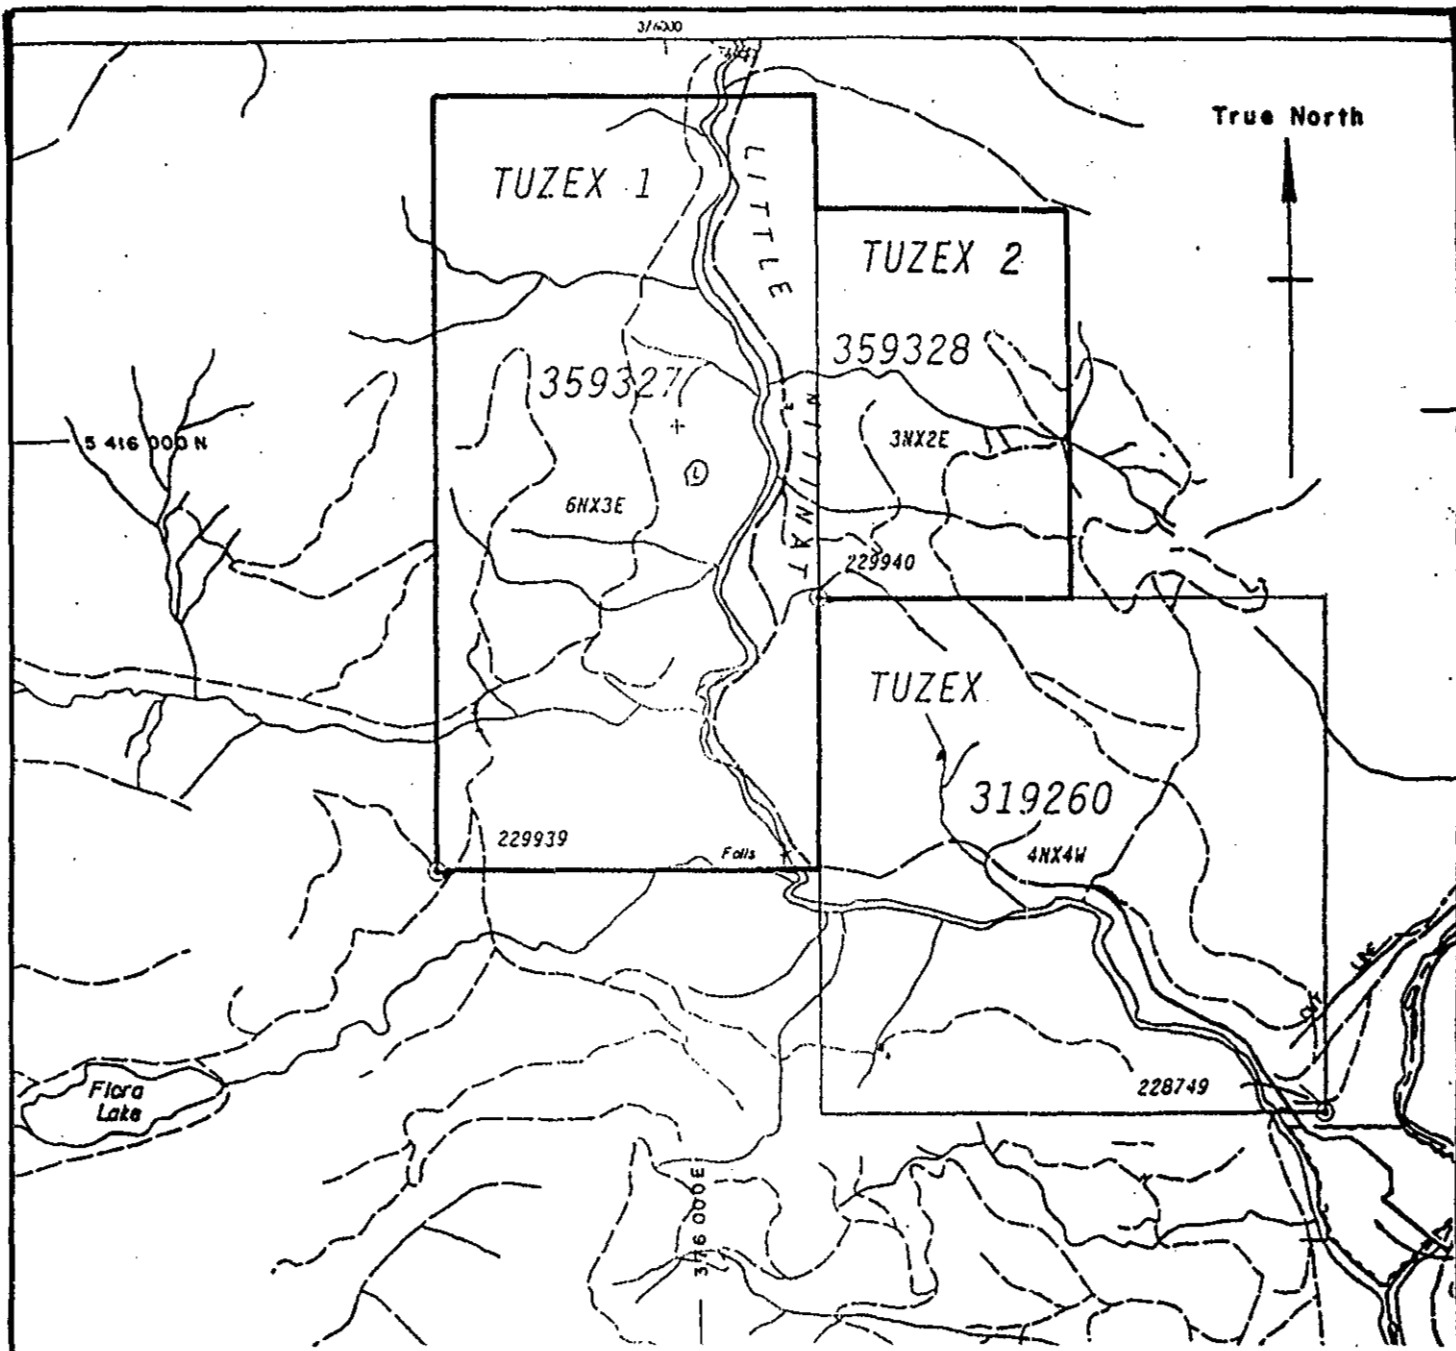 True North
TUZEX 1
LITTLE
TUZEX 2
359328
359327
NITINAT
3NX2E
5 416 000 N
6NX3E
229940
TUZEX
319260
4NX4W
229939
Falls
228749
Flora
Lake
376 000 E